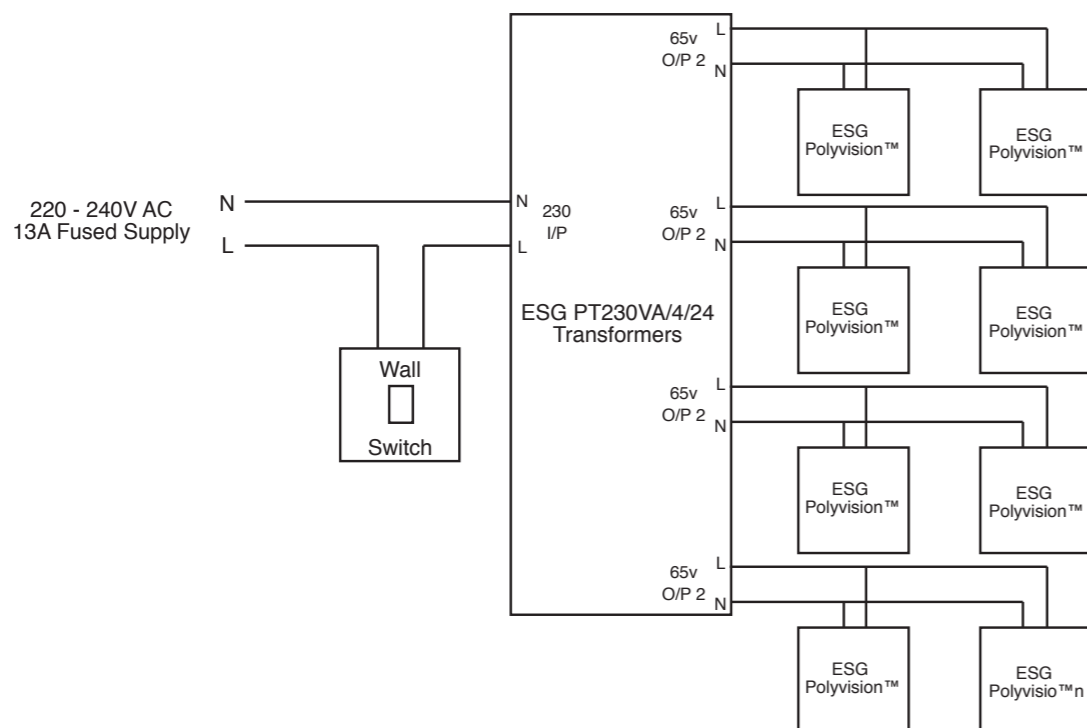 65v
O/P 2
L
N
ESG
Polyvision™
ESG
Polyvision™
220 - 240V AC
13A Fused Supply
N
L
N
230
I/P
L
65v
O/P 2
L
N
ESG
Polyvision™
ESG
Polyvision™
ESG PT230VA/4/24
Transformers
Wall
Switch
65v
O/P 2
L
N
ESG
Polyvision™
ESG
Polyvision™
65v
O/P 2
L
N
ESG
Polyvision™
ESG
Polyvisio™n